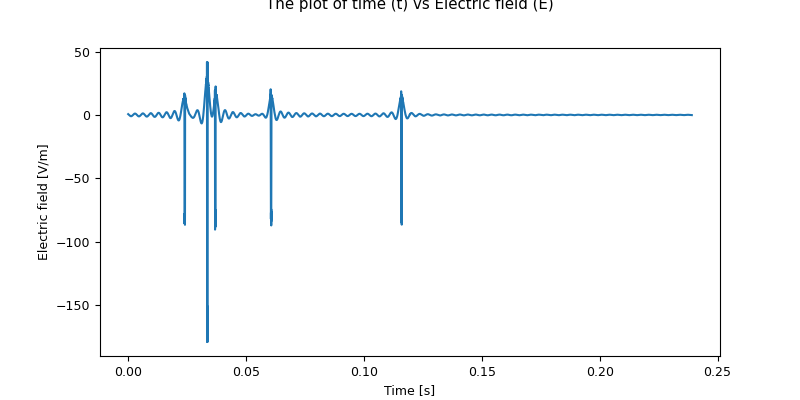 The plot of time (t) vs Electric field (E)
50
0
−50
−100
−150
Electric field [V/m]
0.00 0.05 0.10 0.15 0.20 0.25
Time [s]